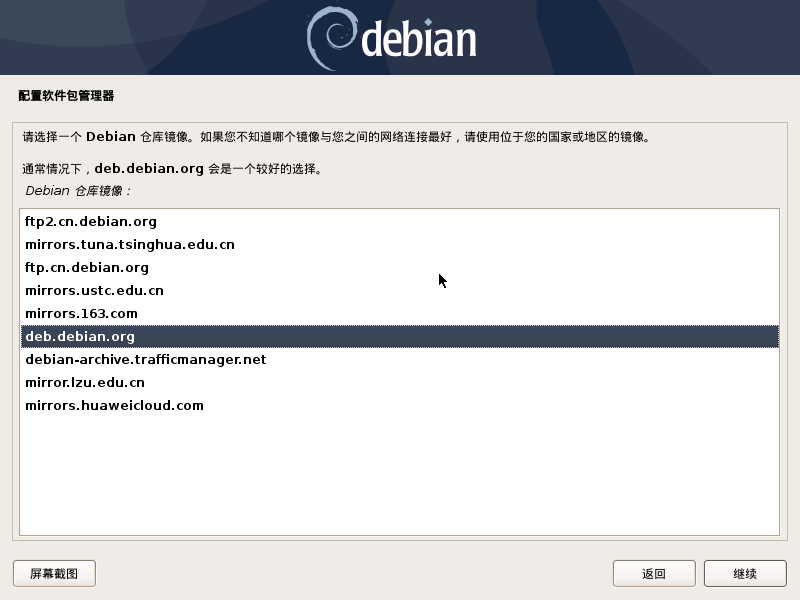 debian
配置软件包管理器
请选择一个 Debian 仓库镜像。如果您不知道哪个镜像与您之间的网络连接最好，请使用位于您的国家或地区的镜像。
通常情况下，deb.debian.org 会是一个较好的选择。
Debian 仓库镜像：
ftp2.cn.debian.org
mirrors.tuna.tsinghua.edu.cn
ftp.cn.debian.org
mirrors.ustc.edu.cn
mirrors.163.com
deb.debian.org
debian-archive.trafficmanager.net
mirror.lzu.edu.cn
mirrors.huaweicloud.com
屏幕截图
返回
继续